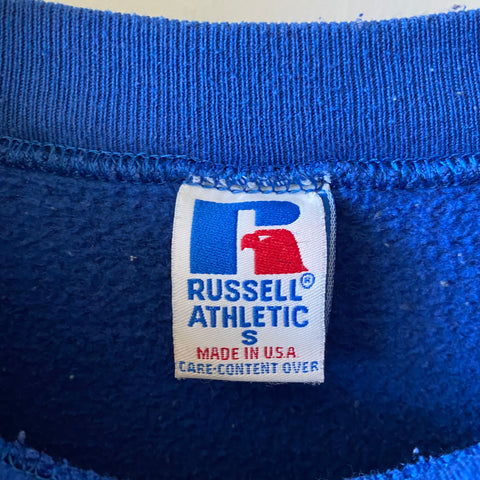 R
RUSSELL®
ATHLETIC
S
MADE IN U.S.A
CARE-CONTENT OVER